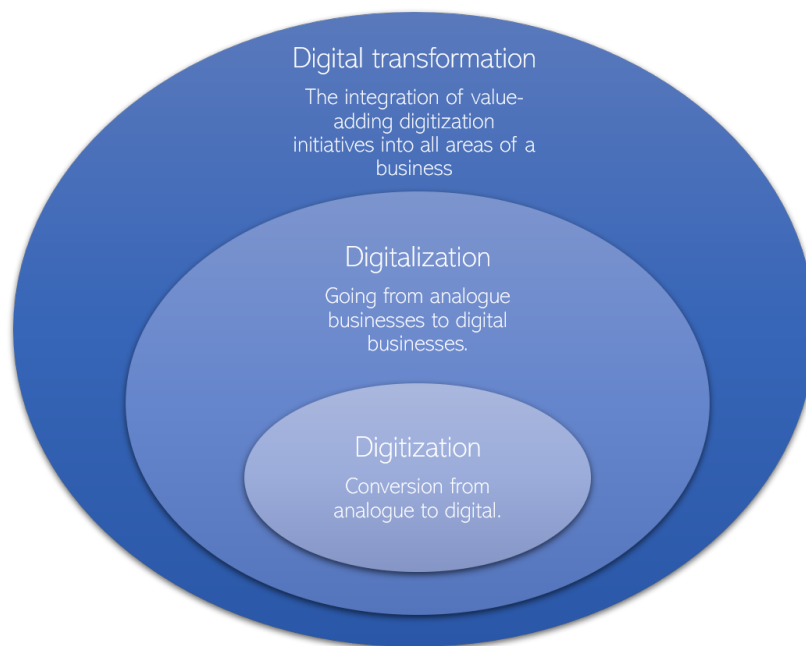 Digital transformation
The integration of value-
adding digitization
initiatives into all areas of a
business
Digitalization
Going from analogue
businesses to digital
businesses.
Digitization
Conversion from
analogue to digital.